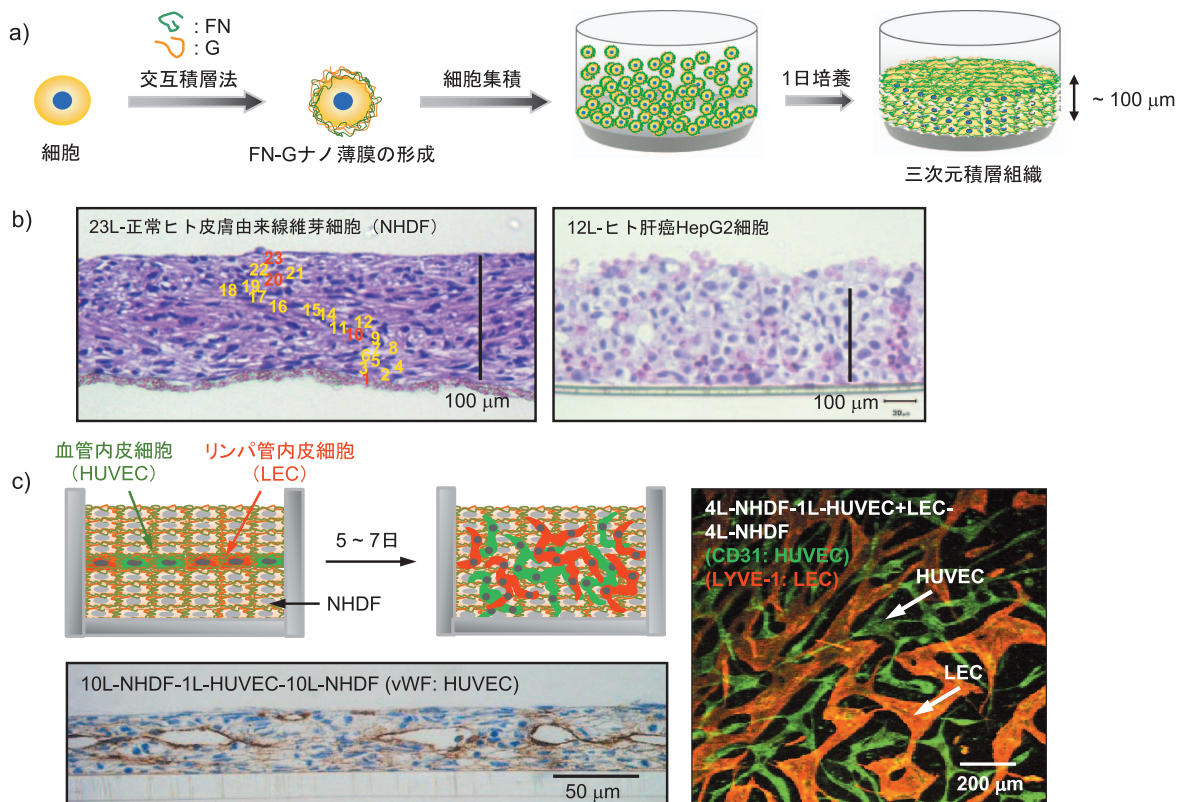 a)
: FN
: G
交互積層法
細胞集積
1日培養
~ 100 μm
細胞
FN-Gナノ薄膜の形成
三次元積層組織
b)
23L-正常ヒト皮膚由来線維芽細胞（NHDF）
23
22
21
20
19
18
17
16
15
14
12
11
10
9
8
7
6
5
4
3
2
1
100 μm
12L-ヒト肝癌HepG2細胞
100 μm
30μm
c)
血管内皮細胞
（HUVEC）
リンパ管内皮細胞
（LEC）
5 ~ 7日
NHDF
10L-NHDF-1L-HUVEC-10L-NHDF (vWF: HUVEC)
50 μm
4L-NHDF-1L-HUVEC+LEC-
4L-NHDF
(CD31: HUVEC)
(LYVE-1: LEC)
HUVEC
LEC
200 μm